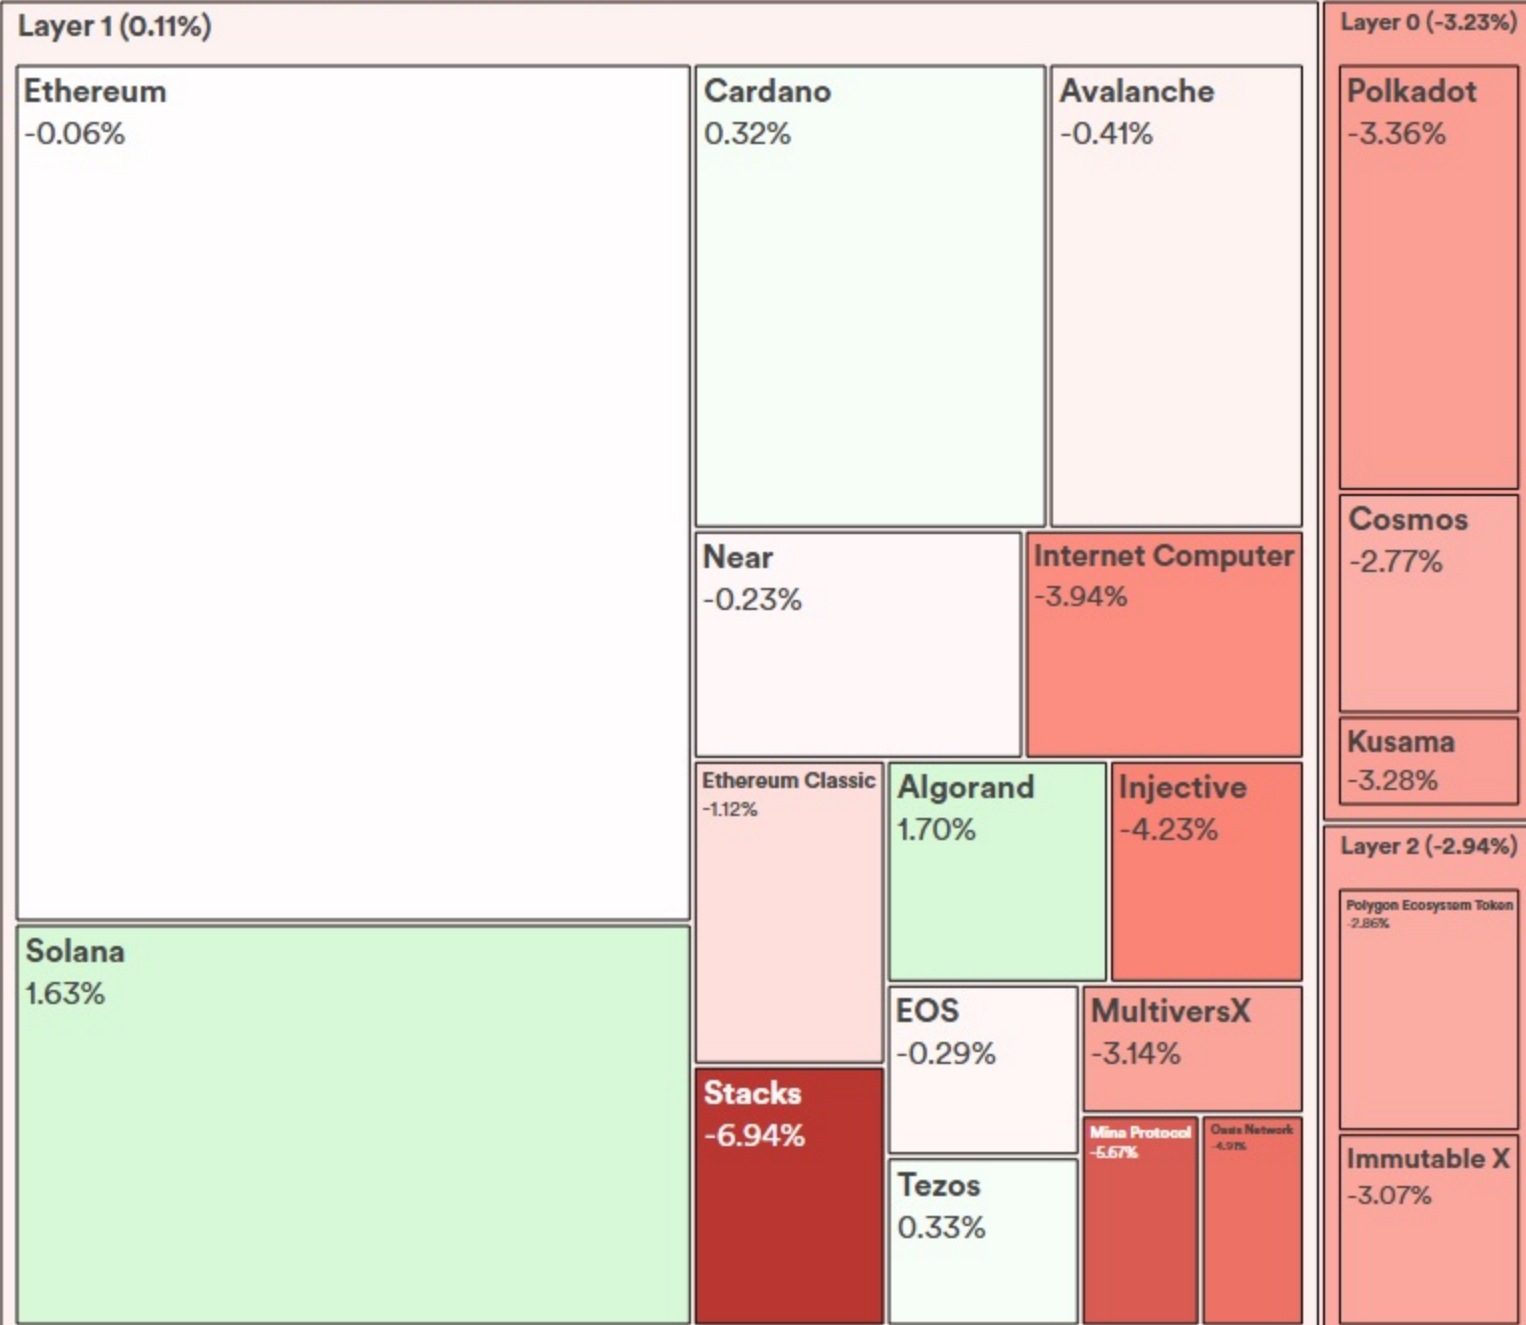 Layer 1 (0.11%)
Ethereum
-0.06%
Cardano
0.32%
Avalanche
-0.41%
Near
-0.23%
Internet Computer
-3.94%
Ethereum Classic
-1.12%
Algorand
1.70%
Injective
-4.23%
Solana
1.63%
Stacks
-6.94%
EOS
-0.29%
MultiversX
-3.14%
Tezos
0.33%
Mina Protocol
-5.67%
Oasis Network
-4.91%
Layer 0 (-3.23%)
Polkadot
-3.36%
Cosmos
-2.77%
Kusama
-3.28%
Layer 2 (-2.94%)
Polygon Ecosystem Token
-2.86%
Immutable X
-3.07%